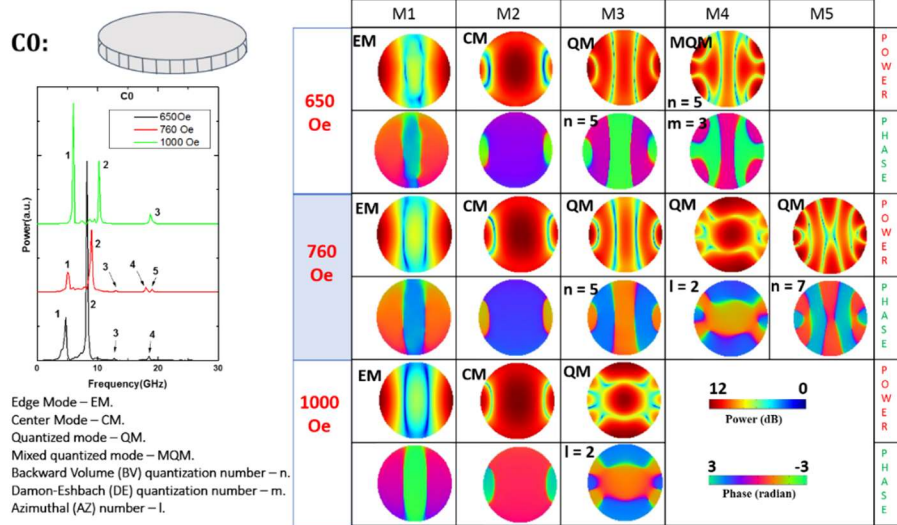 C0:
C0
650Oe
760 Oe
1000 Oe
1
2
3
1
2
3
4
5
1
2
3
4
Power(a.u.)
0
10
20
30
Frequency(GHz)
Edge Mode – EM.
Center Mode – CM.
Quantized mode – QM.
Mixed quantized mode – MQM.
Backward Volume (BV) quantization number – n.
Damon-Eshbach (DE) quantization number – m.
Azimuthal (AZ) number – l.
M1
M2
M3
M4
M5
650
Oe
EM
CM
QM
MQM
n = 5
POWER
n = 5
m = 3
PHASE
760
Oe
EM
CM
QM
QM
QM
POWER
n = 5
l = 2
n = 7
PHASE
1000
Oe
EM
CM
QM
12
0
Power (dB)
POWER
l = 2
3
-3
Phase (radian)
PHASE